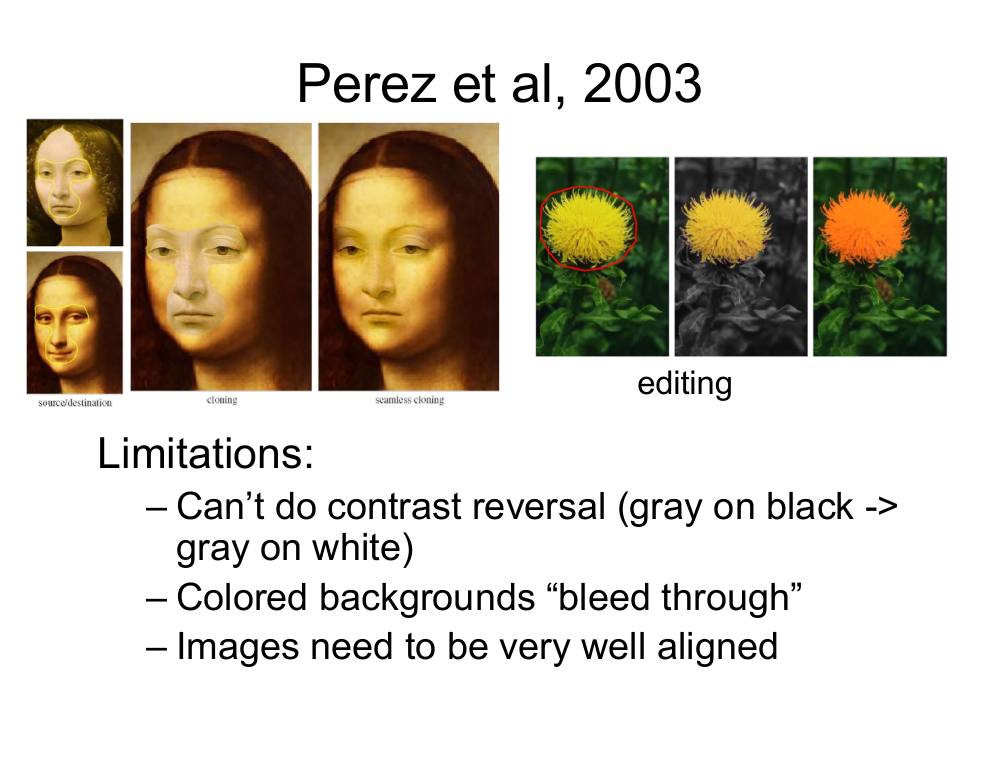 Perez et al, 2003
source/destination
cloning
seamless cloning
editing
Limitations:
– Can’t do contrast reversal (gray on black ->
gray on white)
– Colored backgrounds “bleed through”
– Images need to be very well aligned